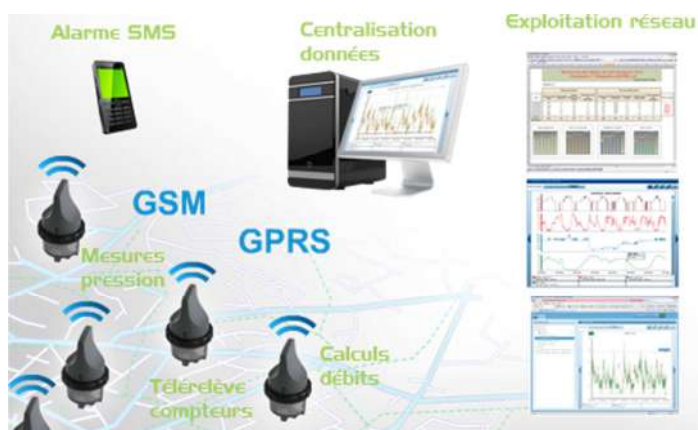 Alarme SMS
Centralisation
données
Exploitation réseau
GSM
GPRS
Mesures
pression
Télérelève
compteurs
Calculs
débits